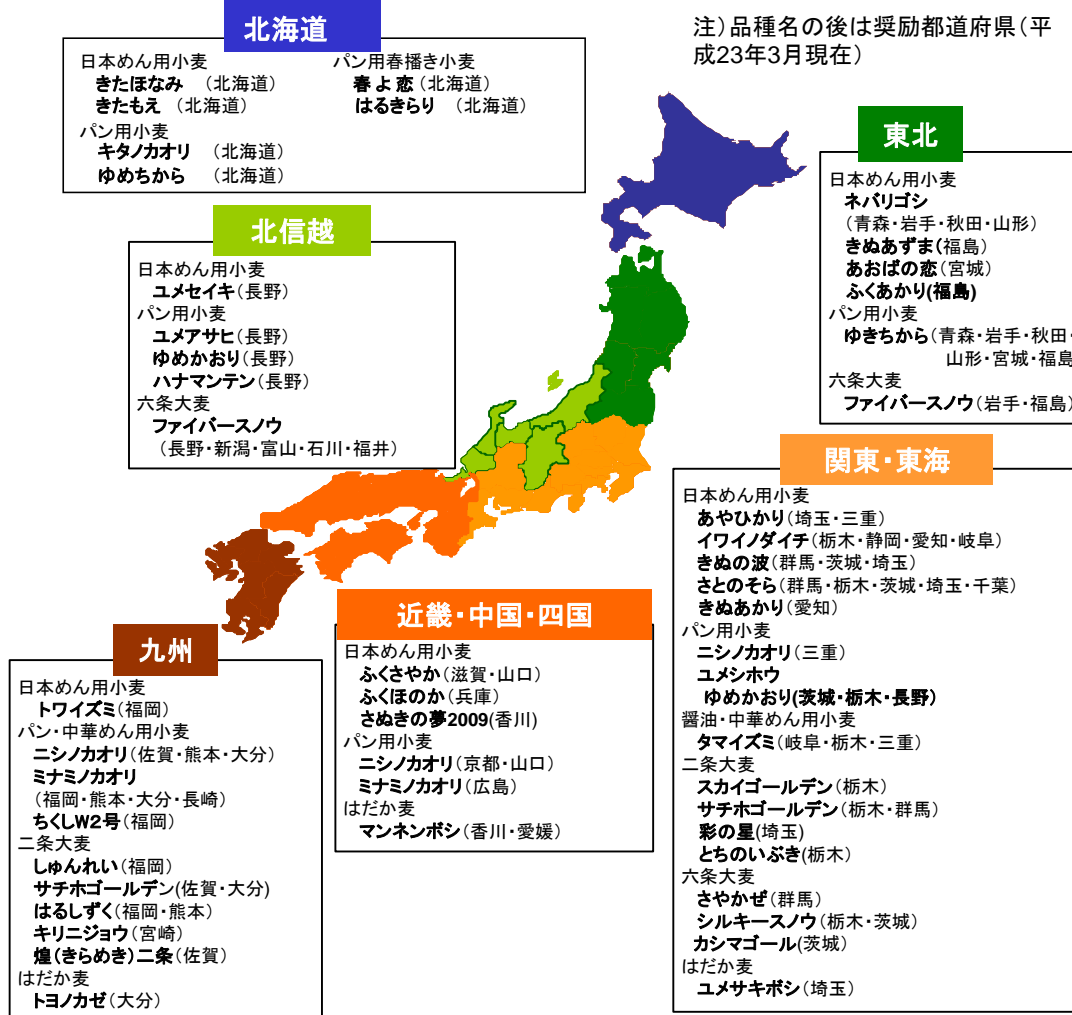 北海道
日本めん用小麦
きたほなみ (北海道)
きたもえ (北海道)
パン用小麦
キタノカオリ (北海道)
ゆめちから (北海道)
パン用春播き小麦
春よ恋(北海道)
はるきらり (北海道)
注)品種名の後は奨励都道府県(平
成23年3月現在)
東北
日本めん用小麦
ネバリゴシ
(青森・岩手・秋田・山形)
きぬあずま(福島)
あおばの恋(宮城)
ふくあかり(福島)
パン用小麦
ゆきちから(青森・岩手・秋田・
山形・宮城・福島
六条大麦
ファイバースノウ(岩手・福島)
北信越
日本めん用小麦
ユメセイキ(長野)
パン用小麦
ユメアサヒ(長野)
ゆめかおり(長野)
ハナマンテン(長野)
六条大麦
ファイバースノウ
(長野・新潟・富山・石川・福井)
関東・東海
日本めん用小麦
あやひかり(埼玉・三重)
イワイノダイチ(栃木・静岡・愛知・岐阜)
きぬの波(群馬・茨城・埼玉)
さとのそら(群馬・栃木・茨城・埼玉・千葉)
きぬあかり(愛知)
パン用小麦
ニシノカオリ(三重)
ユメシホウ
ゆめかおり(茨城・栃木・長野)
醤油・中華めん用小麦
タマイズミ(岐阜・栃木・三重)
二条大麦
スカイゴールデン(栃木)
サチホゴールデン(栃木・群馬)
彩の星(埼玉)
とちのいぶき(栃木)
六条大麦
さやかぜ(群馬)
シルキースノウ(栃木・茨城)
カシマゴール(茨城)
はだか麦
ユメサキボシ(埼玉)
近畿・中国・四国
日本めん用小麦
ふくさやか(滋賀・山口)
ふくほのか(兵庫)
さぬきの夢2009(香川)
パン用小麦
ニシノカオリ(京都・山口)
ミナミノカオリ(広島)
はだか麦
マンネンボシ(香川・愛媛)
九州
日本めん用小麦
トワイズミ(福岡)
パン・中華めん用小麦
ニシノカオリ(佐賀・熊本・大分)
ミナミノカオリ
(福岡・熊本・大分・長崎)
ちくしW2号(福岡)
二条大麦
しゅんれい(福岡)
サチホゴールデン(佐賀・大分)
はるしずく(福岡・熊本)
キリニジョウ(宮崎)
煌(きらめき)二条(佐賀)
はだか麦
トヨノカゼ(大分)